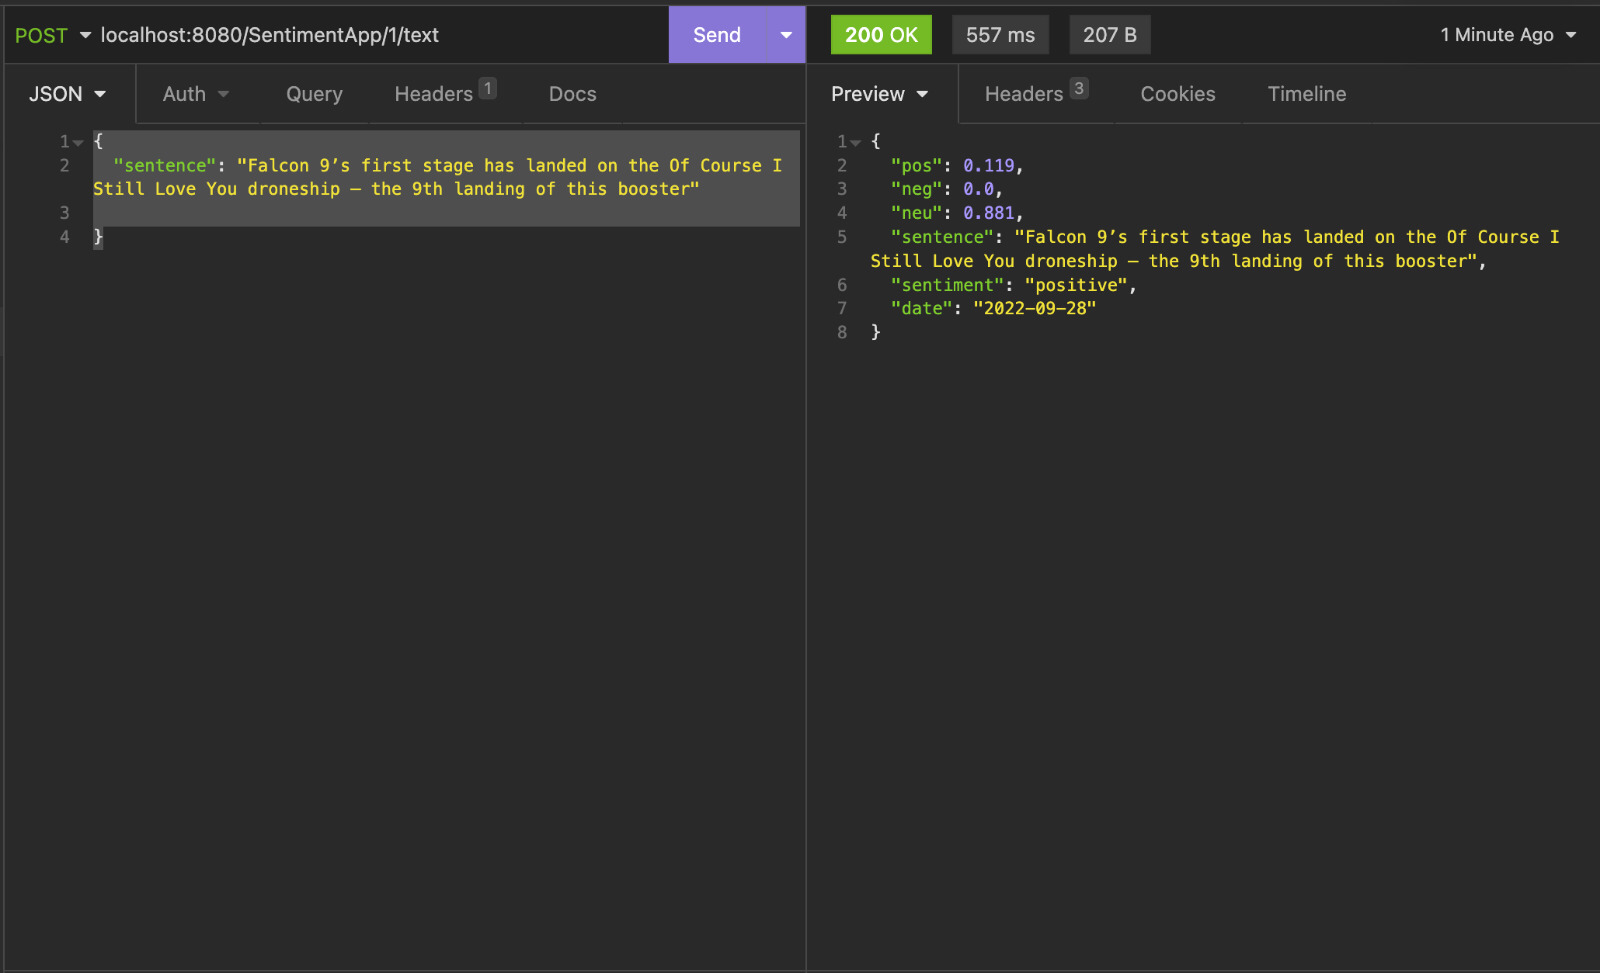 POST localhost:8080/SentimentApp/1/text Send
200 OK 557 ms 207 B 1 Minute Ago
JSON Auth Query Headers 1 Docs
Preview Headers 3 Cookies Timeline
1 {
2 "sentence": "Falcon 9’s first stage has landed on the Of Course I
Still Love You droneship – the 9th landing of this booster"
3
4 }
1 {
2 "pos": 0.119,
3 "neg": 0.0,
4 "neu": 0.881,
5 "sentence": "Falcon 9’s first stage has landed on the Of Course I
Still Love You droneship – the 9th landing of this booster",
6 "sentiment": "positive",
7 "date": "2022-09-28"
8 }